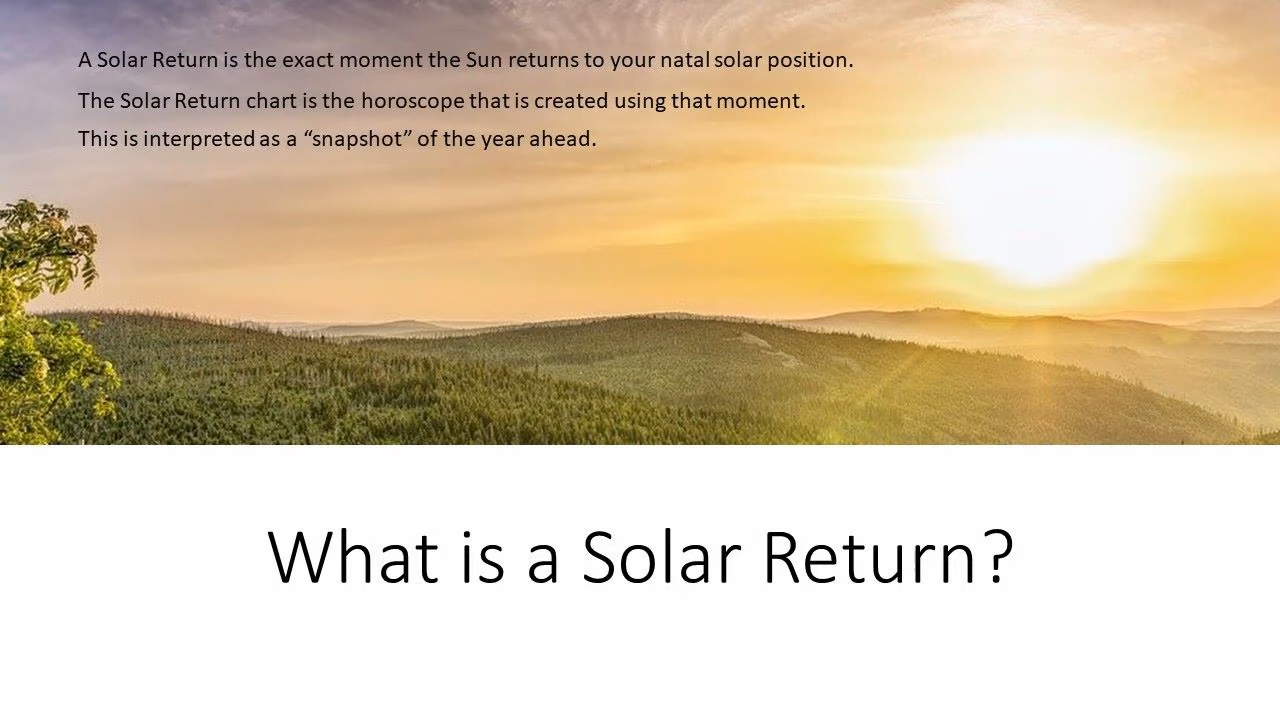 A Solar Return is the exact moment the Sun returns to your natal solar position.
The Solar Return chart is the horoscope that is created using that moment.
This is interpreted as a “snapshot” of the year ahead.
What is a Solar Return?